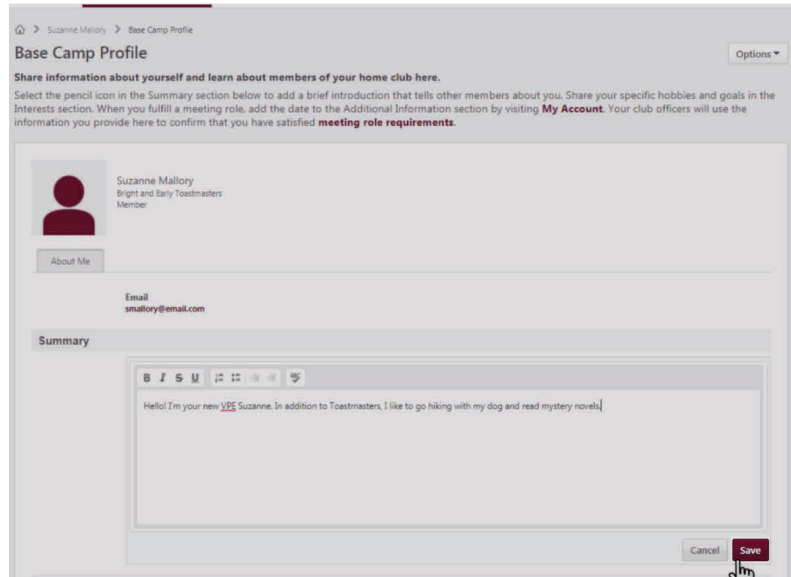 Suzanne Mallory > Base Camp Profile
Base Camp Profile
Options
Share information about yourself and learn about members of your home club here.
Select the pencil icon in the Summary section below to add a brief introduction that tells other members about you. Share your specific hobbies and goals in the
Interests section. When you fulfill a meeting role, add the date to the Additional Information section by visiting My Account. Your club officers will use the
information you provide here to confirm that you have satisfied meeting role requirements.
Suzanne Mallory
Bright and Early Toastmasters
Member
About Me
Email
smallory@email.com
Summary
B I S U
Hello! I'm your new VPE Suzanne. In addition to Toastmasters, I like to go hiking with my dog and read mystery novels.
Cancel Save